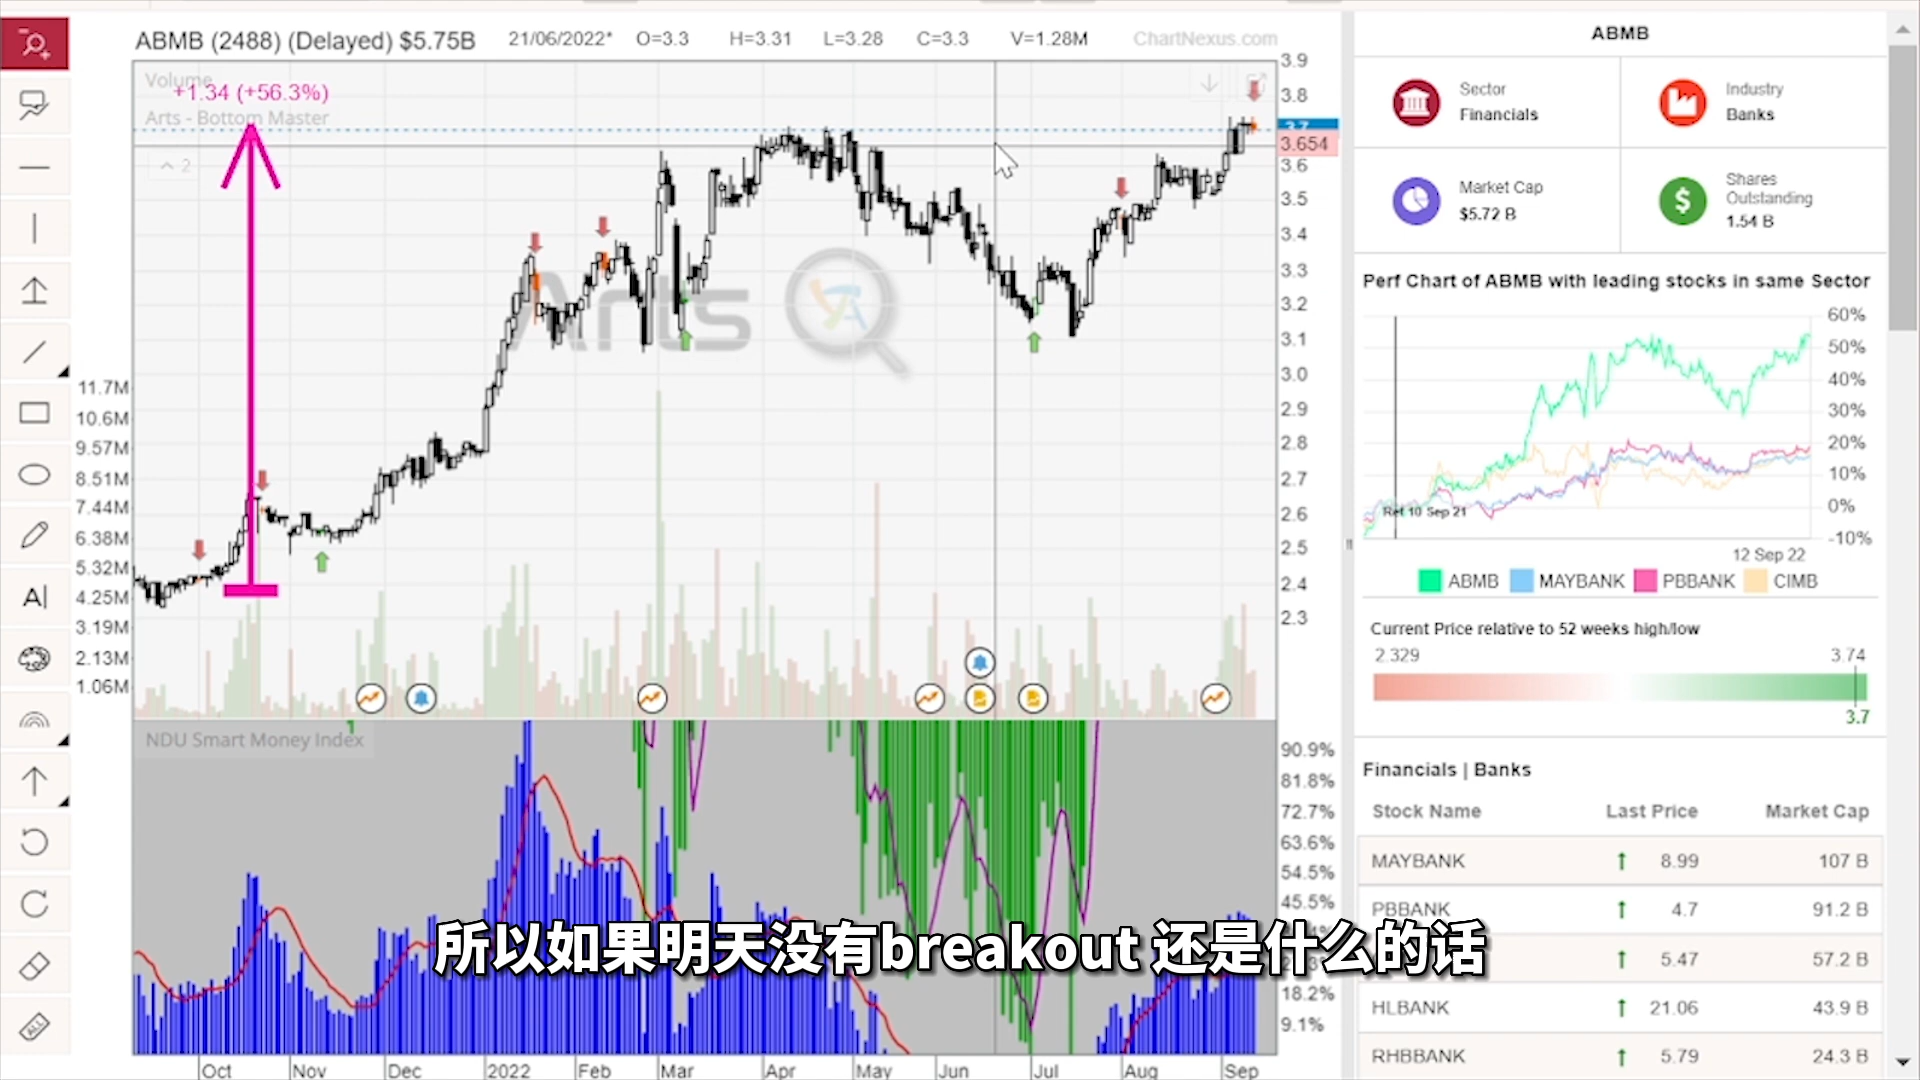 ABMB (2488) (Delayed) $5.75B 21/06/2022* O=3.3 H=3.31 L=3.28 C=3.3 V=1.28M ChartNexus.com
Volume
+1.34 (+56.3%)
Arts - Bottom Master
2
Arts
3.9
3.8
3.7
3.654
3.6
3.5
3.4
3.3
3.2
3.1
3.0
2.9
2.8
2.7
2.6
2.5
2.4
2.3
11.7M
10.6M
9.57M
8.51M
7.44M
6.38M
5.32M
4.25M
3.19M
2.13M
1.06M
A|
ALL
NDU Smart Money Index
90.9%
81.8%
72.7%
63.6%
54.5%
45.5%
18.2%
9.1%
所以如果明天没有breakout 还是什么的话
Oct Nov Dec 2022 Feb Mar Apr May Jun Jul Aug Sep
ABMB
Sector
Financials
Industry
Banks
Market Cap
$5.72 B
Shares
Outstanding
1.54 B
Perf Chart of ABMB with leading stocks in same Sector
60%
50%
40%
30%
20%
10%
0%
-10%
Ref 10 Sep 21
12 Sep 22
ABMB MAYBANK PBBANK CIMB
Current Price relative to 52 weeks high/low
2.329 3.74
3.7
Financials | Banks
Stock Name Last Price Market Cap
MAYBANK 8.99 107 B
PBBANK 4.7 91.2 B
5.47 57.2 B
HLBANK 21.06 43.9 B
RHBBANK 5.79 24.3 B